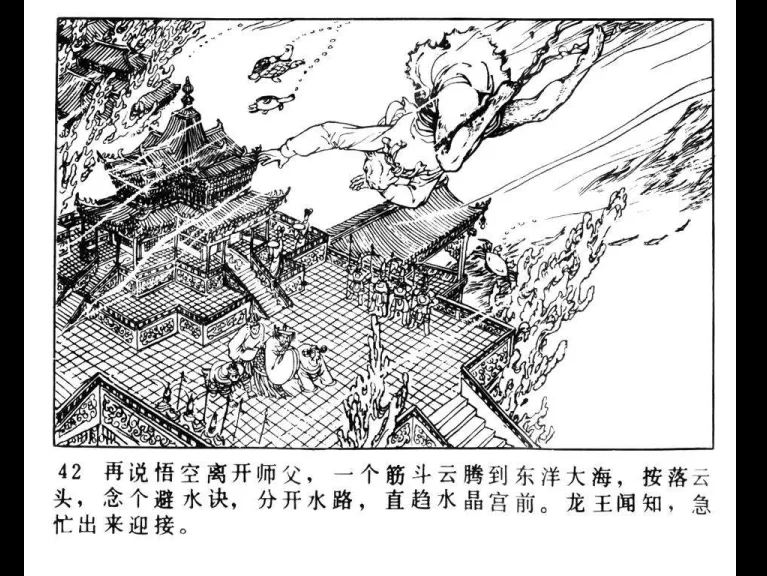 42 再说悟空离开师父，一个筋斗云腾到东洋大海，按落云
头，念个避水诀，分开水路，直趋水晶宫前。龙王闻知，急
忙出来迎接。